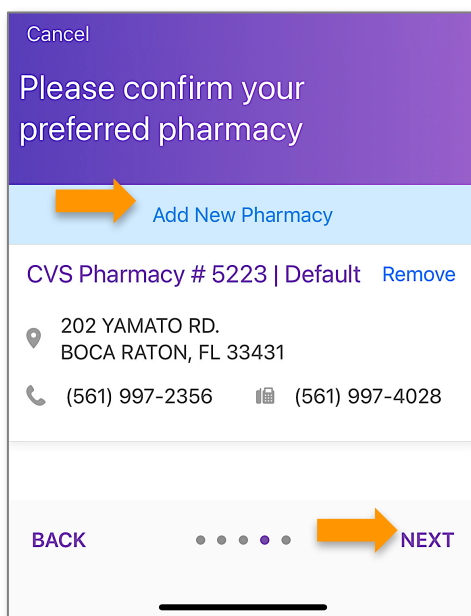 Cancel
Please confirm your
preferred pharmacy
Add New Pharmacy
CVS Pharmacy # 5223 | Default Remove
202 YAMATO RD.
BOCA RATON, FL 33431
(561) 997-2356 (561) 997-4028
BACK NEXT